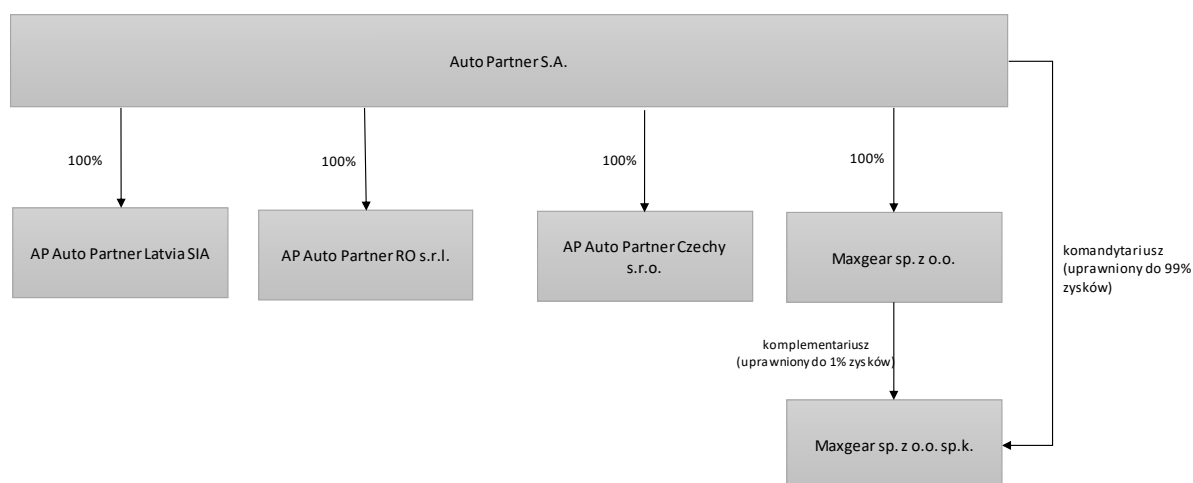 Auto Partner S.A.
100%
100%
100%
100%
AP Auto Partner Latvia SIA
AP Auto Partner RO s.r.l.
AP Auto Partner Czechy
s.r.o.
Maxgear sp. z o.o.
komandytariusz
(uprawniony do 99%
zysków)
komplementariusz
(uprawniony do 1% zysków)
Maxgear sp. z o.o. sp.k.